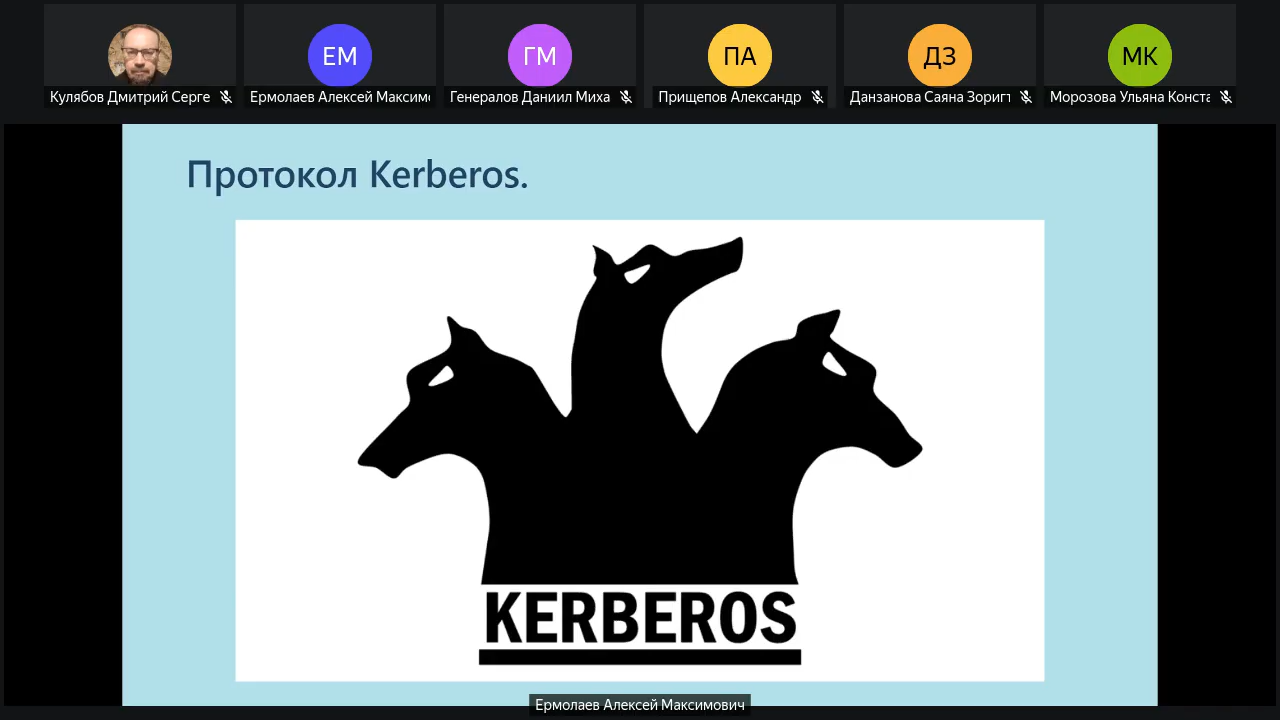 ЕМ
ГМ
ПА
ДЗ
МК
Кулябов Дмитрий Серге
Ермолаев Алексей Максим
Генералов Даниил Миха
Прищепов Александр
Данзанова Саяна Зориг
Морозова Ульяна Конста
Протокол Kerberos.
KERBEROS
Ермолаев Алексей Максимович